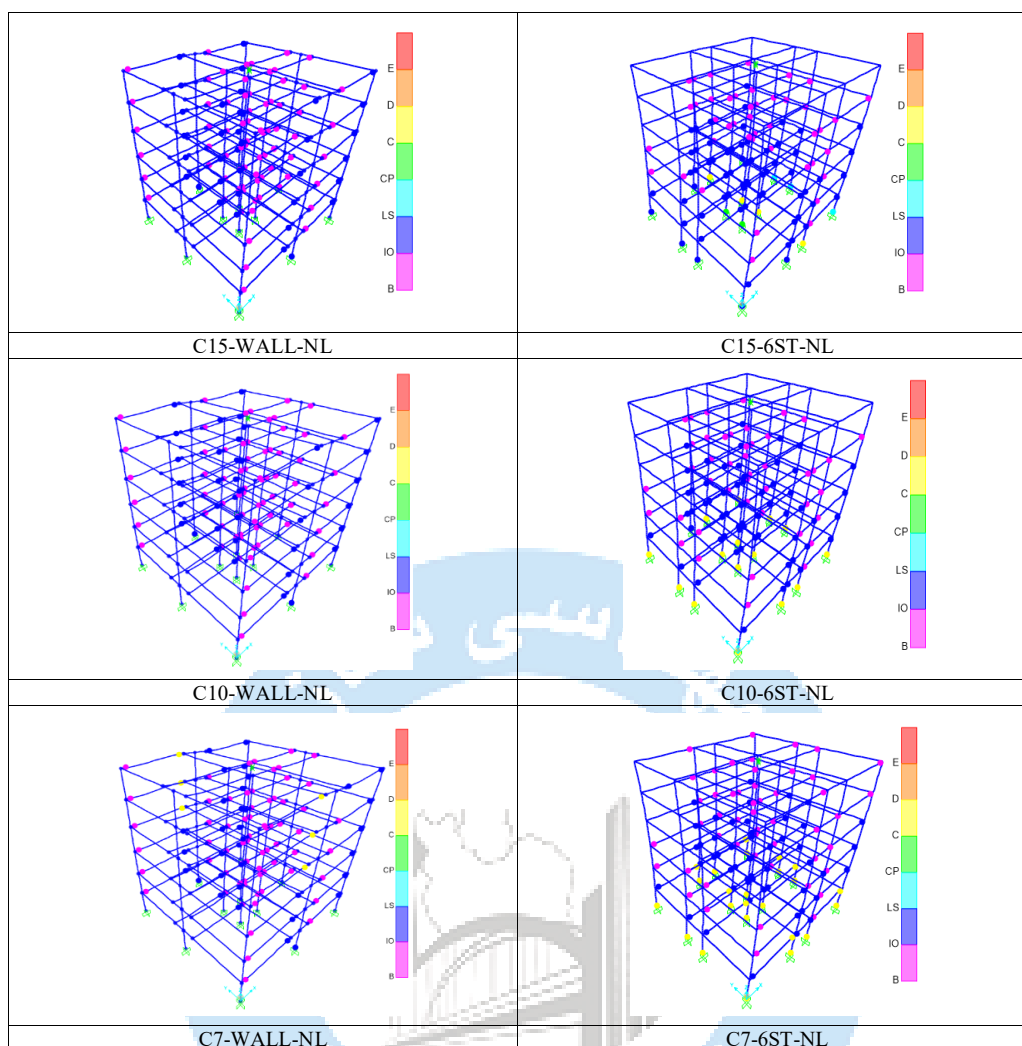 E
D
C
CP
LS
IO
B
C15-WALL-NL
E
D
C
CP
LS
IO
B
C15-6ST-NL
E
D
C
CP
LS
IO
B
C10-WALL-NL
E
D
C
CP
LS
IO
B
C10-6ST-NL
E
D
C
CP
LS
IO
B
C7-WALL-NL
E
D
C
CP
LS
IO
B
C7-6ST-NL